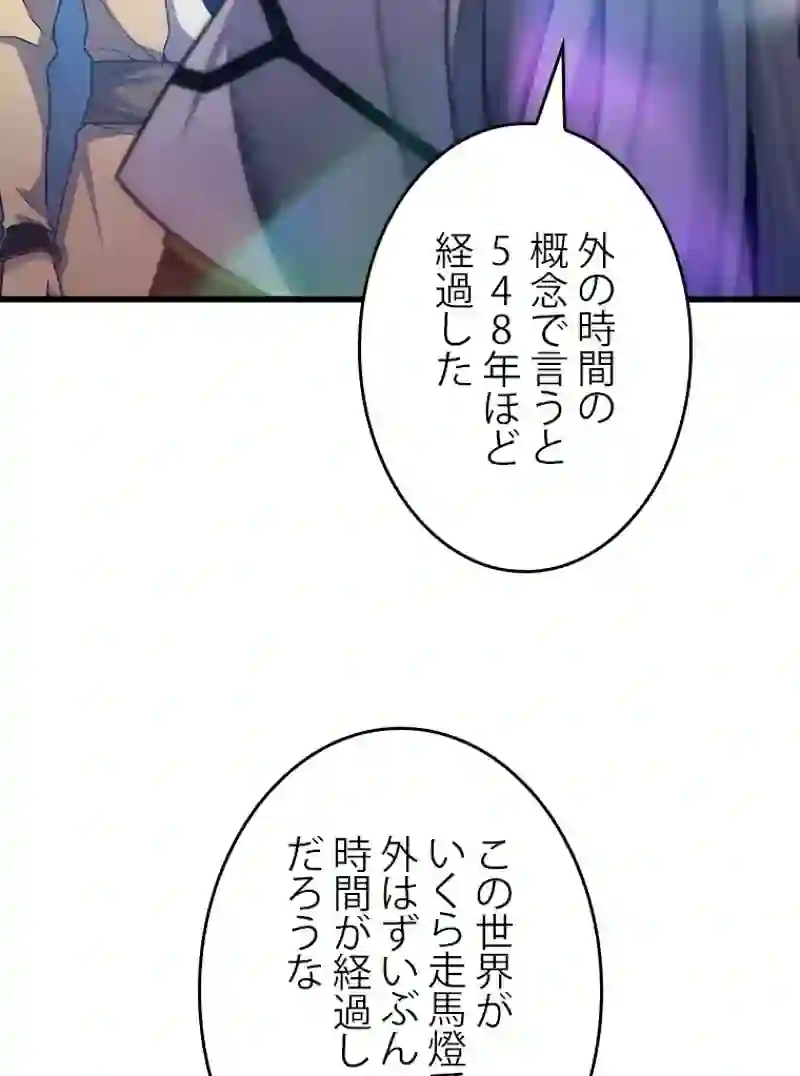 外の時間の
概念で言うと
548年ほど
経過した
この世界が
いくら走馬燈で
外はずいぶん
時間が経過し
だろうな